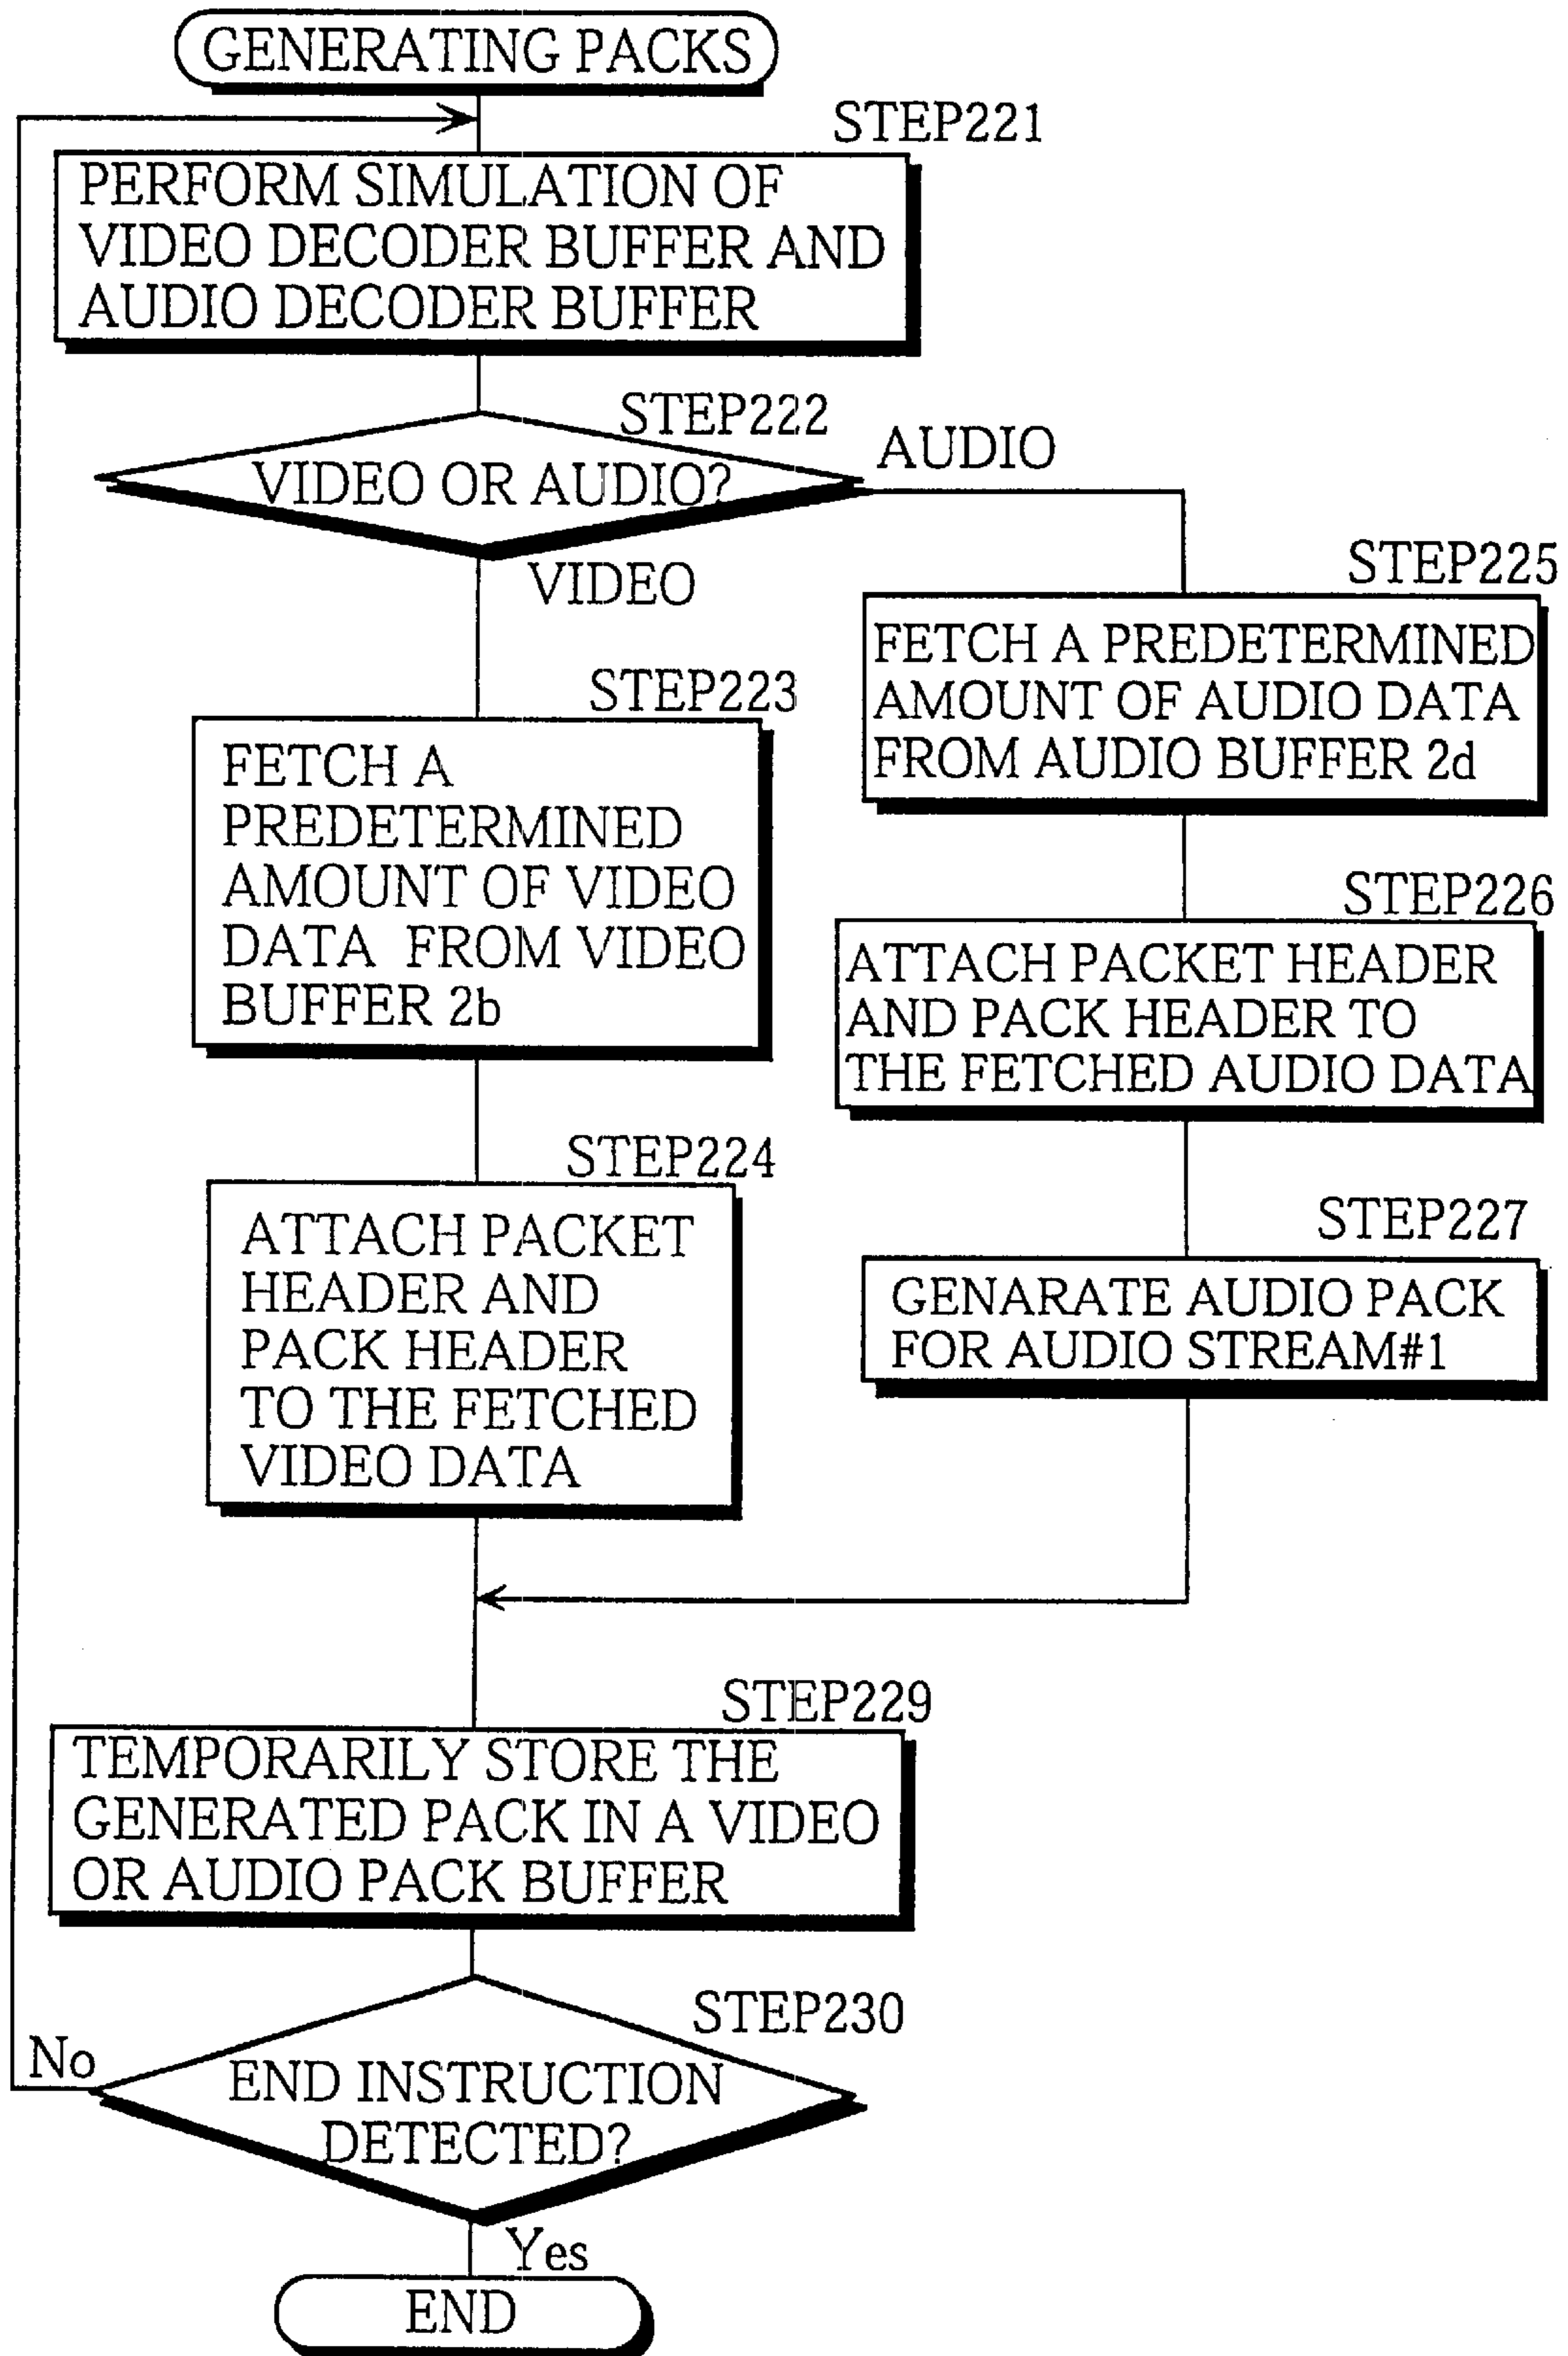 GENERATING PACKS
STEP221
PERFORM SIMULATION OF
VIDEO DECODER BUFFER AND
AUDIO DECODER BUFFER
STEP222
VIDEO OR AUDIO?
AUDIO
VIDEO
STEP223
FETCH A
PREDETERMINED
AMOUNT OF VIDEO
DATA FROM VIDEO
BUFFER 2b
STEP224
ATTACH PACKET
HEADER AND
PACK HEADER
TO THE FETCHED
VIDEO DATA
STEP225
FETCH A PREDETERMINED
AMOUNT OF AUDIO DATA
FROM AUDIO BUFFER 2d
STEP226
ATTACH PACKET HEADER
AND PACK HEADER TO
THE FETCHED AUDIO DATA
STEP227
GENARATE AUDIO PACK
FOR AUDIO STREAM#1
STEP229
TEMPORARILY STORE THE
GENERATED PACK IN A VIDEO
OR AUDIO PACK BUFFER
STEP230
END INSTRUCTION
DETECTED?
No
Yes
END